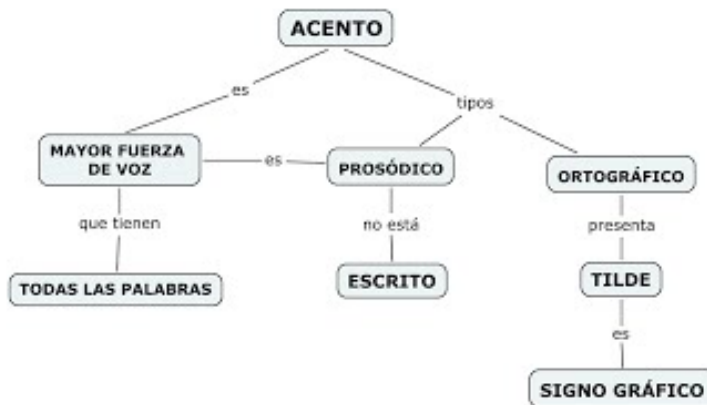 ACENTO
es
tipos
MAYOR FUERZA
DE VOZ
es
PROSÓDICO
ORTOGRÁFICO
que tienen
no está
presenta
TODAS LAS PALABRAS
ESCRITO
TILDE
es
SIGNO GRÁFICO